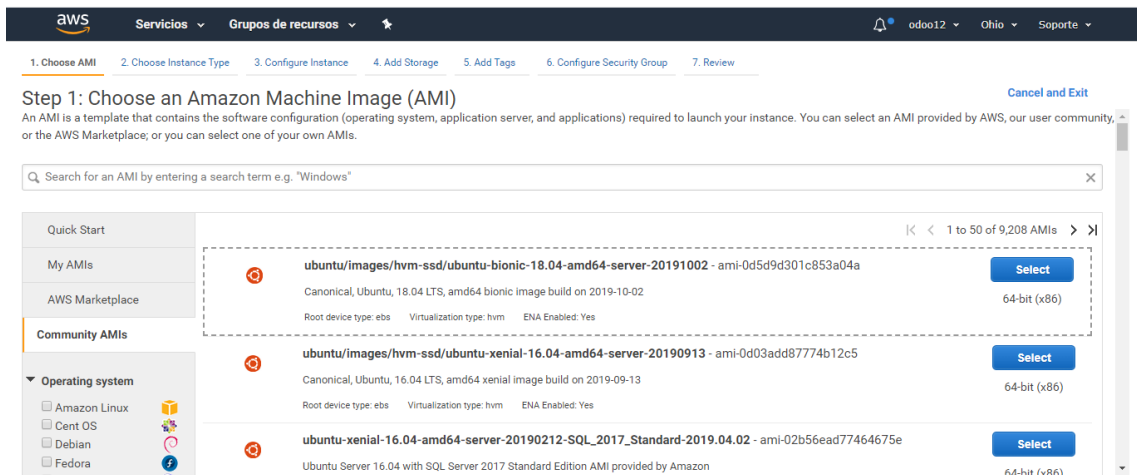 aws Servicios Grupos de recursos odoo12 Ohio Soporte
1. Choose AMI 2. Choose Instance Type 3. Configure Instance 4. Add Storage 5. Add Tags 6. Configure Security Group 7. Review
Step 1: Choose an Amazon Machine Image (AMI)
Cancel and Exit
An AMI is a template that contains the software configuration (operating system, application server, and applications) required to launch your instance. You can select an AMI provided by AWS, our user community,
or the AWS Marketplace; or you can select one of your own AMIs.
Search for an AMI by entering a search term e.g. "Windows"
Quick Start
My AMIs
AWS Marketplace
Community AMIs
Operating system
Amazon Linux
Cent OS
Debian
Fedora
1 to 50 of 9,208 AMIs
ubuntu/images/hvm-ssd/ubuntu-bionic-18.04-amd64-server-20191002 - ami-0d5d9d301c853a04a
Canonical, Ubuntu, 18.04 LTS, amd64 bionic image build on 2019-10-02
Root device type: ebs Virtualization type: hvm ENA Enabled: Yes
Select
64-bit (x86)
ubuntu/images/hvm-ssd/ubuntu-xenial-16.04-amd64-server-20190913 - ami-0d03add87774b12c5
Canonical, Ubuntu, 16.04 LTS, amd64 xenial image build on 2019-09-13
Root device type: ebs Virtualization type: hvm ENA Enabled: Yes
Select
64-bit (x86)
ubuntu-xenial-16.04-amd64-server-20190212-SQL_2017_Standard-2019.04.02 - ami-02b56ead77464675e
Ubuntu Server 16.04 with SQL Server 2017 Standard Edition AMI provided by Amazon
Select
64-bit (x86)